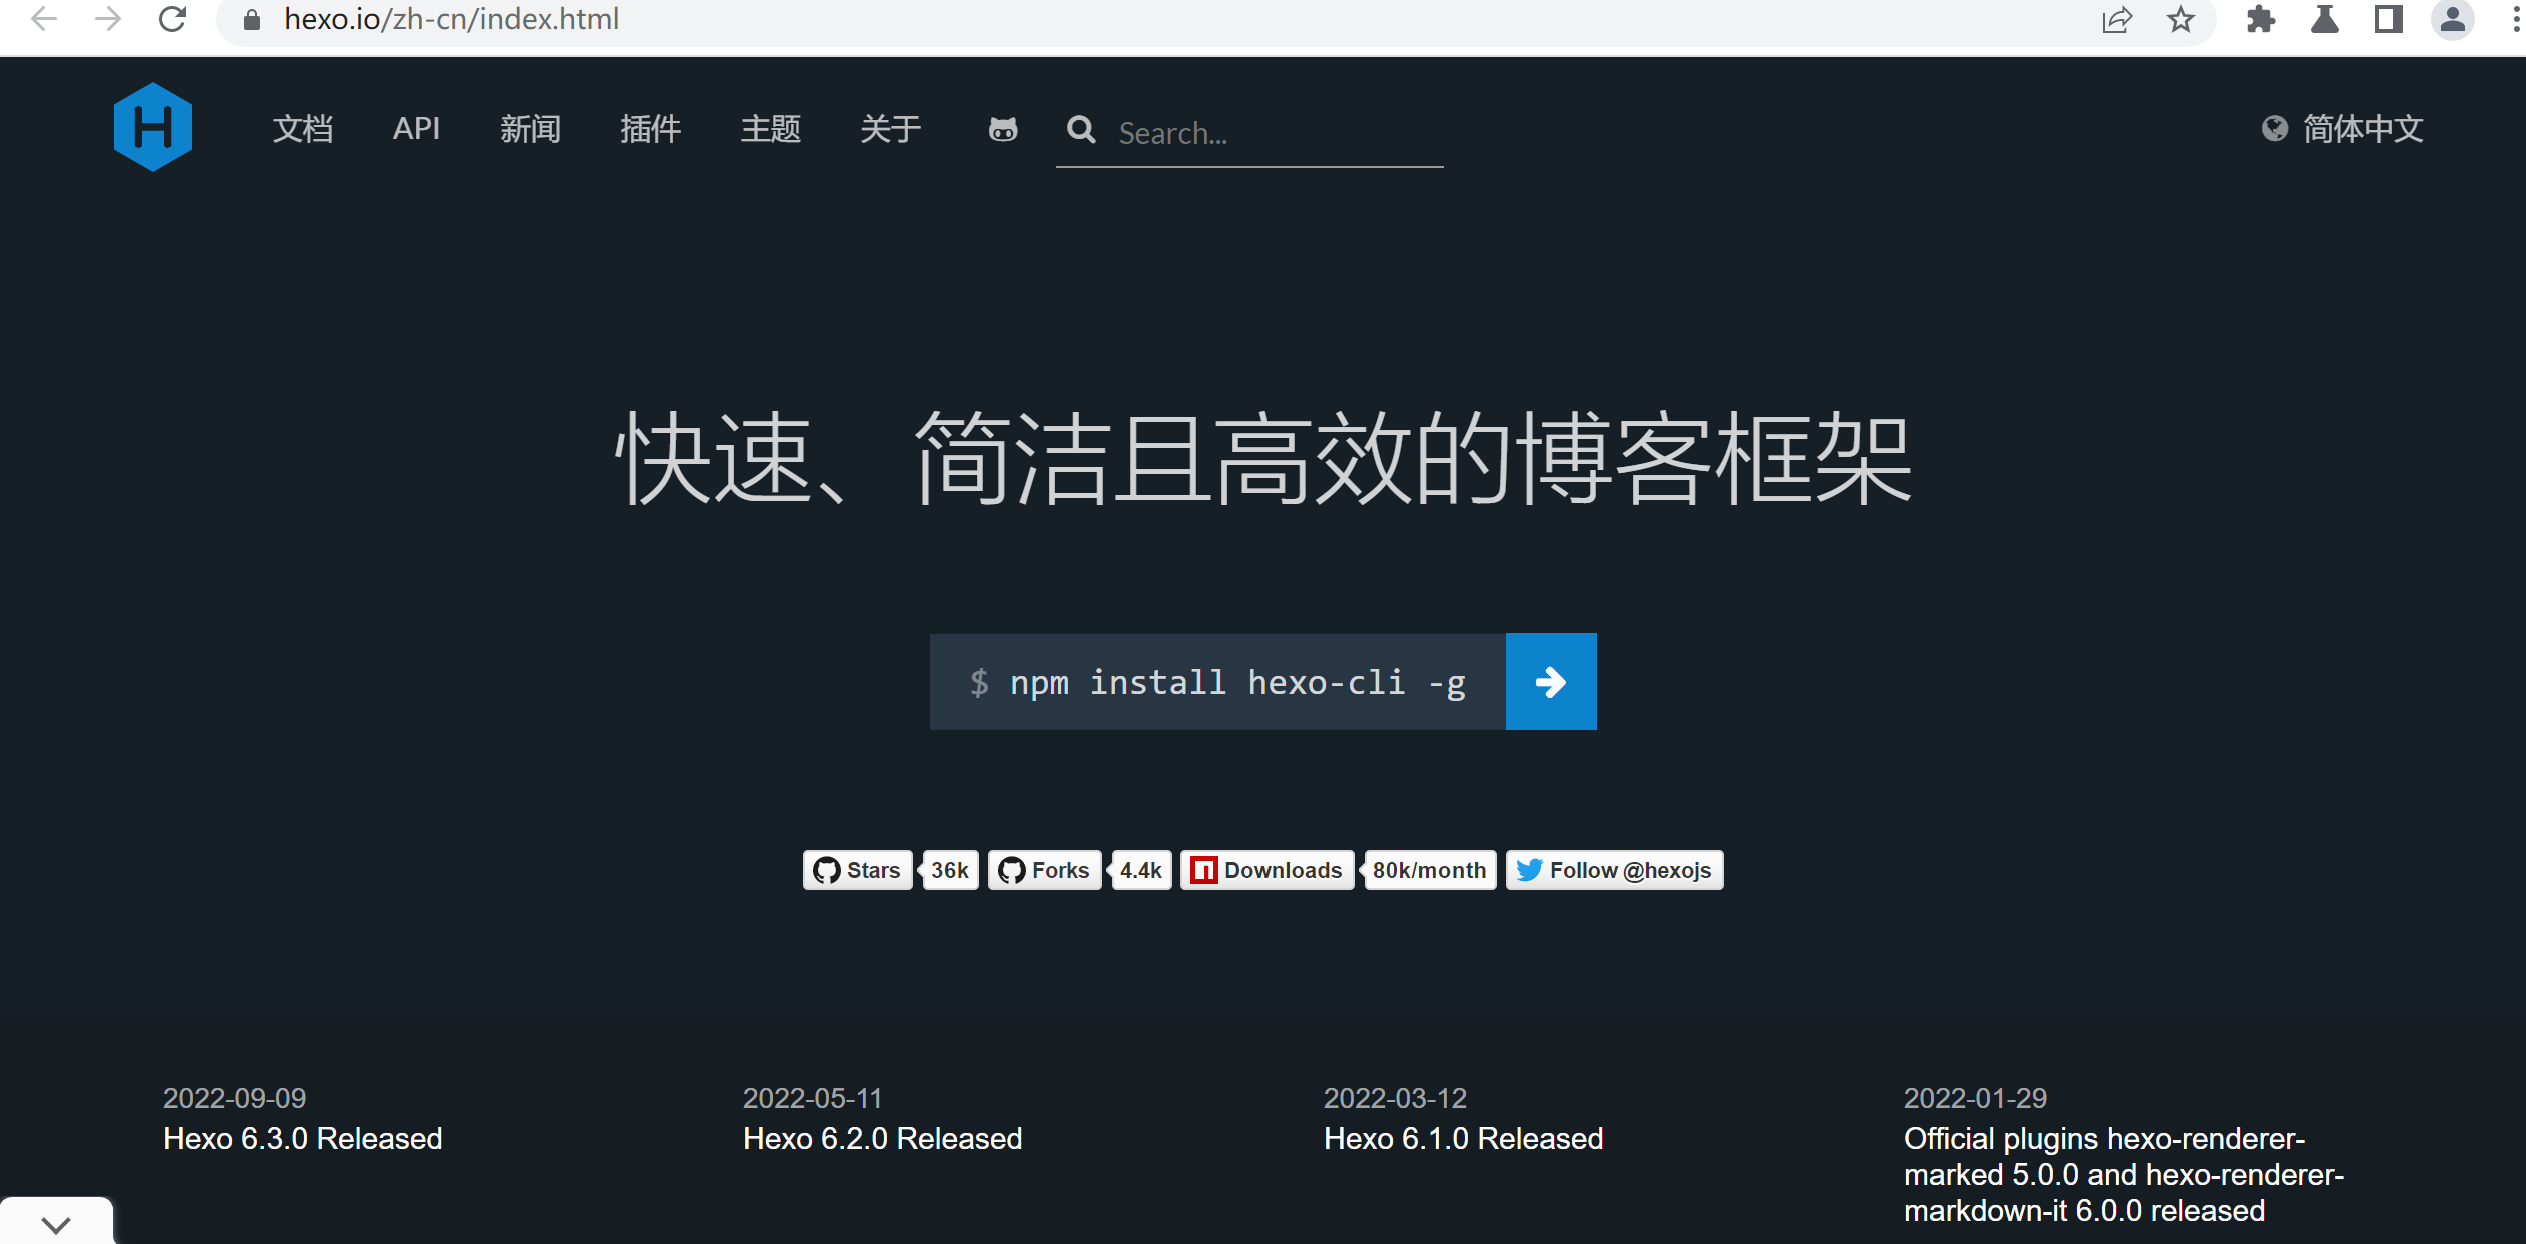 hexo.io/zh-cn/index.html
H 文档 API 新闻 插件 主题 关于 Search... 简体中文
快速、简洁且高效的博客框架
$ npm install hexo-cli -g
Stars 36k Forks 4.4k Downloads 80k/month Follow @hexojs
2022-09-09
Hexo 6.3.0 Released
2022-05-11
Hexo 6.2.0 Released
2022-03-12
Hexo 6.1.0 Released
2022-01-29
Official plugins hexo-renderer-
marked 5.0.0 and hexo-renderer-
markdown-it 6.0.0 released